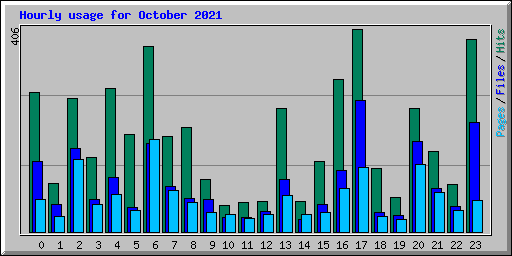 Hourly usage for October 2021
406
Pages/Files/Hits
0 1 2 3 4 5 6 7 8 9 10 11 12 13 14 15 16 17 18 19 20 21 22 23